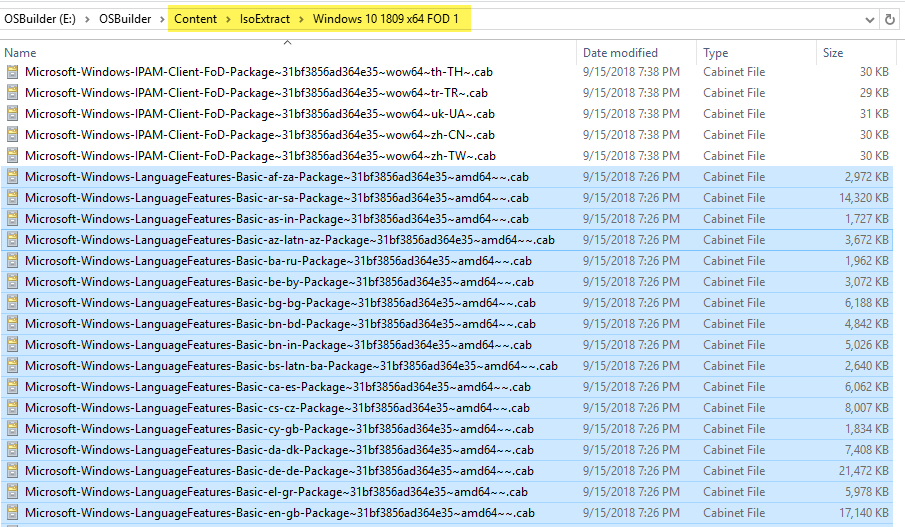 OSBuilder (E:) > OSBuilder > Content > IsoExtract > Windows 10 1809 x64 FOD 1
Name Date modified Type Size
Microsoft-Windows-IPAM-Client-FoD-Package~31bf3856ad364e35~wow64~th-TH~.cab 9/15/2018 7:38 PM Cabinet File 30 KB
Microsoft-Windows-IPAM-Client-FoD-Package~31bf3856ad364e35~wow64~tr-TR~.cab 9/15/2018 7:38 PM Cabinet File 29 KB
Microsoft-Windows-IPAM-Client-FoD-Package~31bf3856ad364e35~wow64~uk-UA~.cab 9/15/2018 7:38 PM Cabinet File 31 KB
Microsoft-Windows-IPAM-Client-FoD-Package~31bf3856ad364e35~wow64~zh-CN~.cab 9/15/2018 7:38 PM Cabinet File 30 KB
Microsoft-Windows-IPAM-Client-FoD-Package~31bf3856ad364e35~wow64~zh-TW~.cab 9/15/2018 7:38 PM Cabinet File 30 KB
Microsoft-Windows-LanguageFeatures-Basic-af-za-Package~31bf3856ad364e35~amd64~~.cab 9/15/2018 7:26 PM Cabinet File 2,972 KB
Microsoft-Windows-LanguageFeatures-Basic-ar-sa-Package~31bf3856ad364e35~amd64~~.cab 9/15/2018 7:26 PM Cabinet File 14,320 KB
Microsoft-Windows-LanguageFeatures-Basic-as-in-Package~31bf3856ad364e35~amd64~~.cab 9/15/2018 7:26 PM Cabinet File 1,727 KB
Microsoft-Windows-LanguageFeatures-Basic-az-latn-az-Package~31bf3856ad364e35~amd64~~.cab 9/15/2018 7:26 PM Cabinet File 3,672 KB
Microsoft-Windows-LanguageFeatures-Basic-ba-ru-Package~31bf3856ad364e35~amd64~~.cab 9/15/2018 7:26 PM Cabinet File 1,962 KB
Microsoft-Windows-LanguageFeatures-Basic-be-by-Package~31bf3856ad364e35~amd64~~.cab 9/15/2018 7:26 PM Cabinet File 3,072 KB
Microsoft-Windows-LanguageFeatures-Basic-bg-bg-Package~31bf3856ad364e35~amd64~~.cab 9/15/2018 7:26 PM Cabinet File 6,188 KB
Microsoft-Windows-LanguageFeatures-Basic-bn-bd-Package~31bf3856ad364e35~amd64~~.cab 9/15/2018 7:26 PM Cabinet File 4,842 KB
Microsoft-Windows-LanguageFeatures-Basic-bn-in-Package~31bf3856ad364e35~amd64~~.cab 9/15/2018 7:26 PM Cabinet File 5,026 KB
Microsoft-Windows-LanguageFeatures-Basic-bs-latn-ba-Package~31bf3856ad364e35~amd64~~.cab 9/15/2018 7:26 PM Cabinet File 2,640 KB
Microsoft-Windows-LanguageFeatures-Basic-ca-es-Package~31bf3856ad364e35~amd64~~.cab 9/15/2018 7:26 PM Cabinet File 6,062 KB
Microsoft-Windows-LanguageFeatures-Basic-cs-cz-Package~31bf3856ad364e35~amd64~~.cab 9/15/2018 7:26 PM Cabinet File 8,007 KB
Microsoft-Windows-LanguageFeatures-Basic-cy-gb-Package~31bf3856ad364e35~amd64~~.cab 9/15/2018 7:26 PM Cabinet File 1,834 KB
Microsoft-Windows-LanguageFeatures-Basic-da-dk-Package~31bf3856ad364e35~amd64~~.cab 9/15/2018 7:26 PM Cabinet File 7,408 KB
Microsoft-Windows-LanguageFeatures-Basic-de-de-Package~31bf3856ad364e35~amd64~~.cab 9/15/2018 7:26 PM Cabinet File 21,472 KB
Microsoft-Windows-LanguageFeatures-Basic-el-gr-Package~31bf3856ad364e35~amd64~~.cab 9/15/2018 7:26 PM Cabinet File 5,978 KB
Microsoft-Windows-LanguageFeatures-Basic-en-gb-Package~31bf3856ad364e35~amd64~~.cab 9/15/2018 7:26 PM Cabinet File 17,140 KB